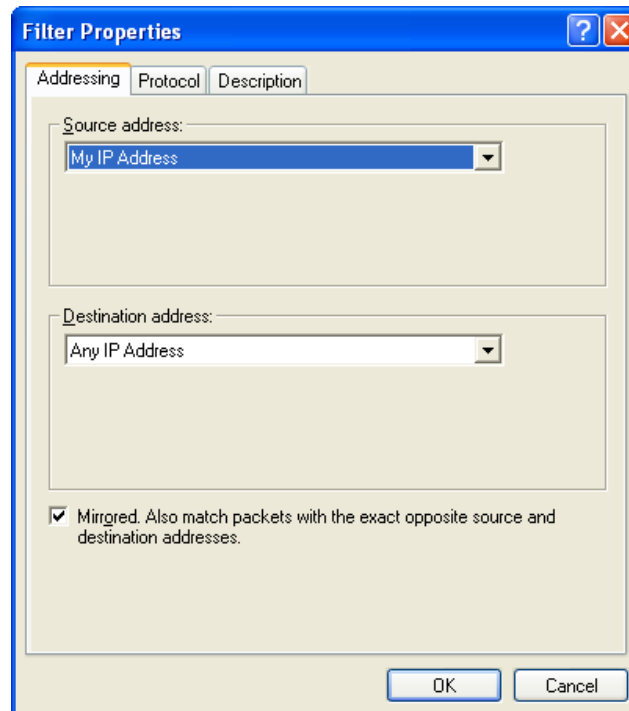 Filter Properties
Addressing Protocol Description
Source address:
My IP Address
Destination address:
Any IP Address
Mirrored. Also match packets with the exact opposite source and
destination addresses.
OK Cancel